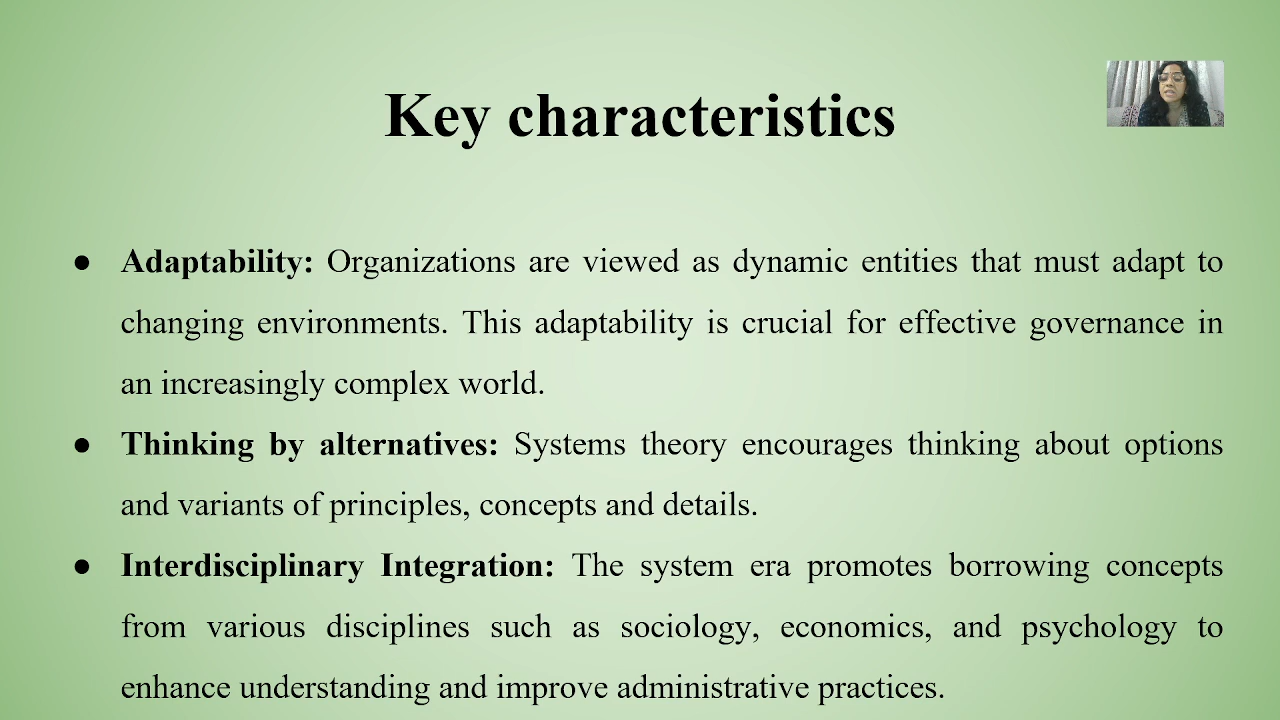 Key characteristics
● Adaptability: Organizations are viewed as dynamic entities that must adapt to
changing environments. This adaptability is crucial for effective governance in
an increasingly complex world.
● Thinking by alternatives: Systems theory encourages thinking about options
and variants of principles, concepts and details.
● Interdisciplinary Integration: The system era promotes borrowing concepts
from various disciplines such as sociology, economics, and psychology to
enhance understanding and improve administrative practices.